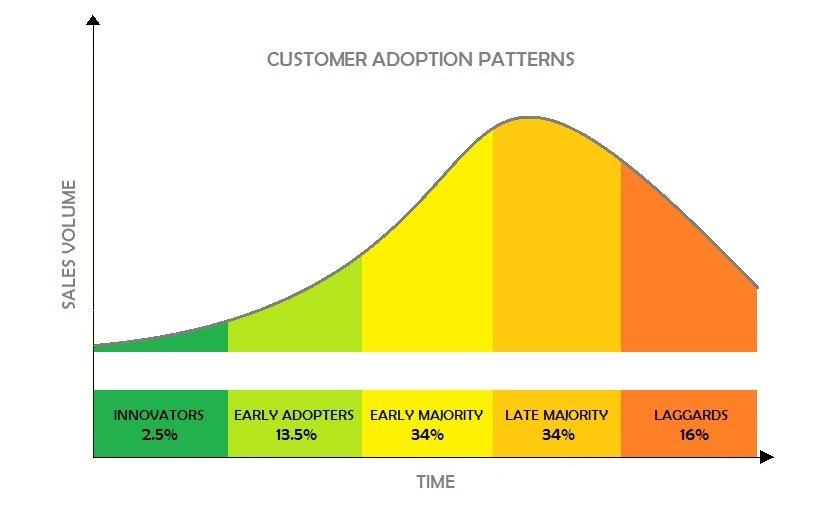 CUSTOMER ADOPTION PATTERNS
SALES VOLUME
INNOVATORS
2.5%
EARLY ADOPTERS
13.5%
EARLY MAJORITY
34%
LATE MAJORITY
34%
LAGGARDS
16%
TIME